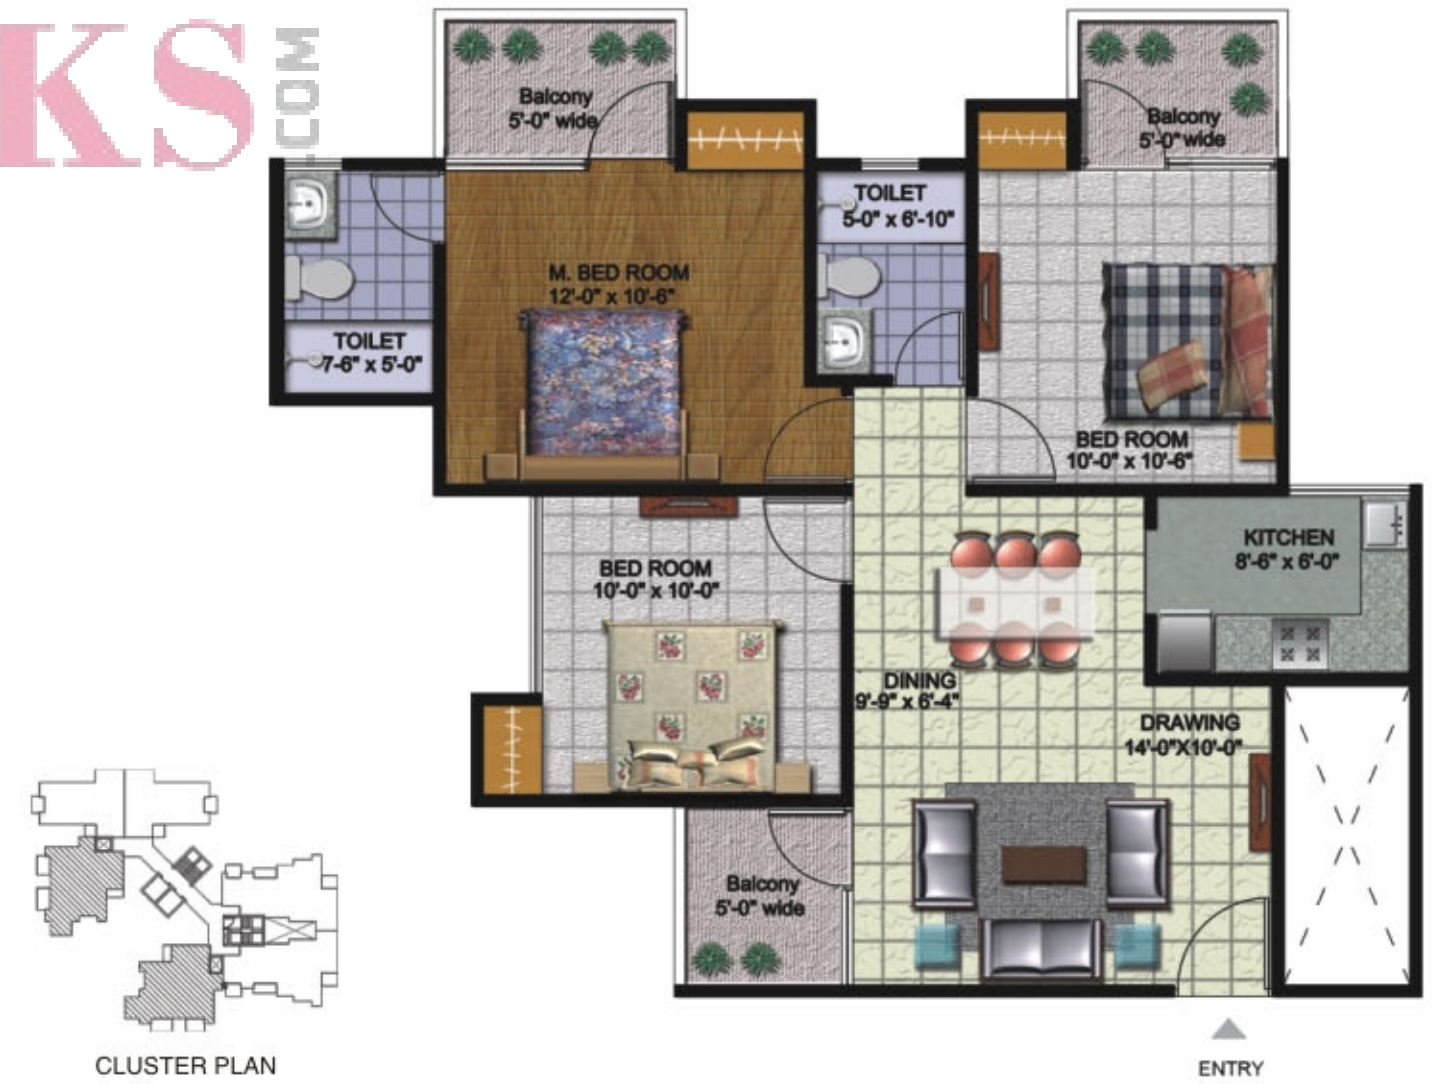 KS.COM
Balcony
5'-0" wide
Balcony
5'-0" wide
TOILET
5-0" x 6'-10"
M. BED ROOM
12'-0" x 10'-6"
TOILET
7-6" x 5'-0"
BED ROOM
10'-0" x 10'-6"
KITCHEN
8'-6" x 6'-0"
BED ROOM
10'-0" x 10'-0"
DINING
9'-9" x 6'-4"
DRAWING
14'-0"X10'-0"
Balcony
5'-0" wide
CLUSTER PLAN
ENTRY